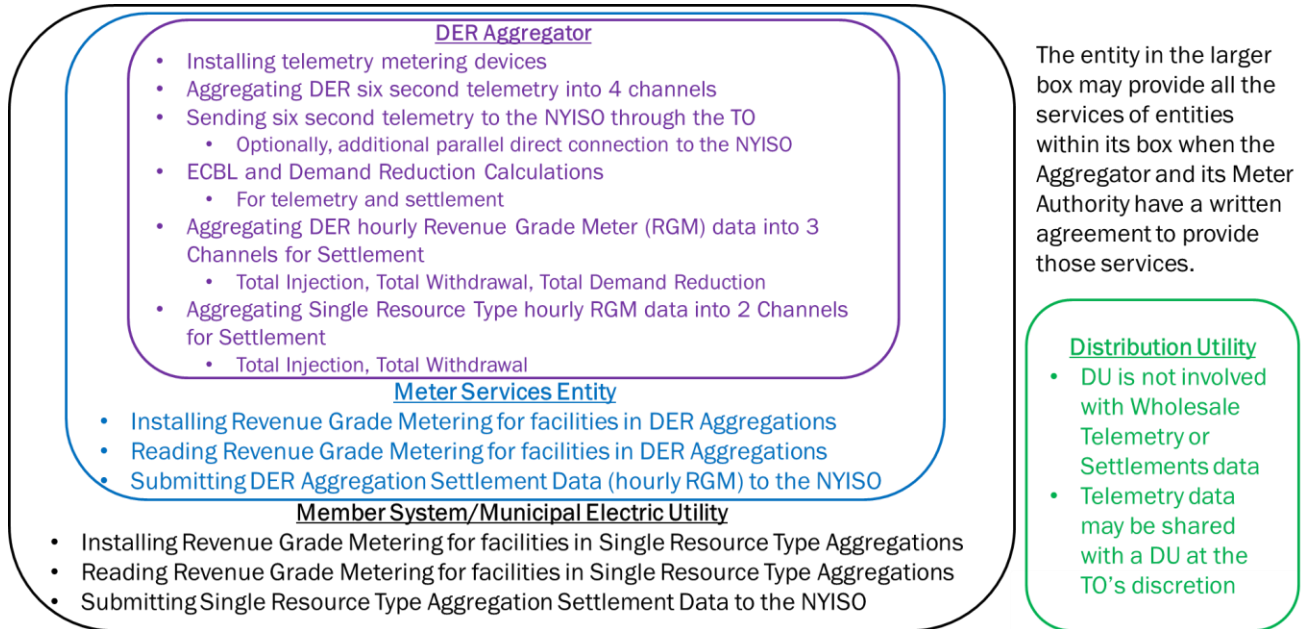 DER Aggregator
• Installing telemetry metering devices
• Aggregating DER six second telemetry into 4 channels
• Sending six second telemetry to the NYISO through the TO
• Optionally, additional parallel direct connection to the NYISO
• ECBL and Demand Reduction Calculations
• For telemetry and settlement
• Aggregating DER hourly Revenue Grade Meter (RGM) data into 3
Channels for Settlement
• Total Injection, Total Withdrawal, Total Demand Reduction
• Aggregating Single Resource Type hourly RGM data into 2 Channels
for Settlement
• Total Injection, Total Withdrawal
Meter Services Entity
• Installing Revenue Grade Metering for facilities in DER Aggregations
• Reading Revenue Grade Metering for facilities in DER Aggregations
• Submitting DER Aggregation Settlement Data (hourly RGM) to the NYISO
Member System/Municipal Electric Utility
• Installing Revenue Grade Metering for facilities in Single Resource Type Aggregations
• Reading Revenue Grade Metering for facilities in Single Resource Type Aggregations
• Submitting Single Resource Type Aggregation Settlement Data to the NYISO
The entity in the larger
box may provide all the
services of entities
within its box when the
Aggregator and its Meter
Authority have a written
agreement to provide
those services.
Distribution Utility
• DU is not involved
with Wholesale
Telemetry or
Settlements data
• Telemetry data
may be shared
with a DU at the
TO's discretion